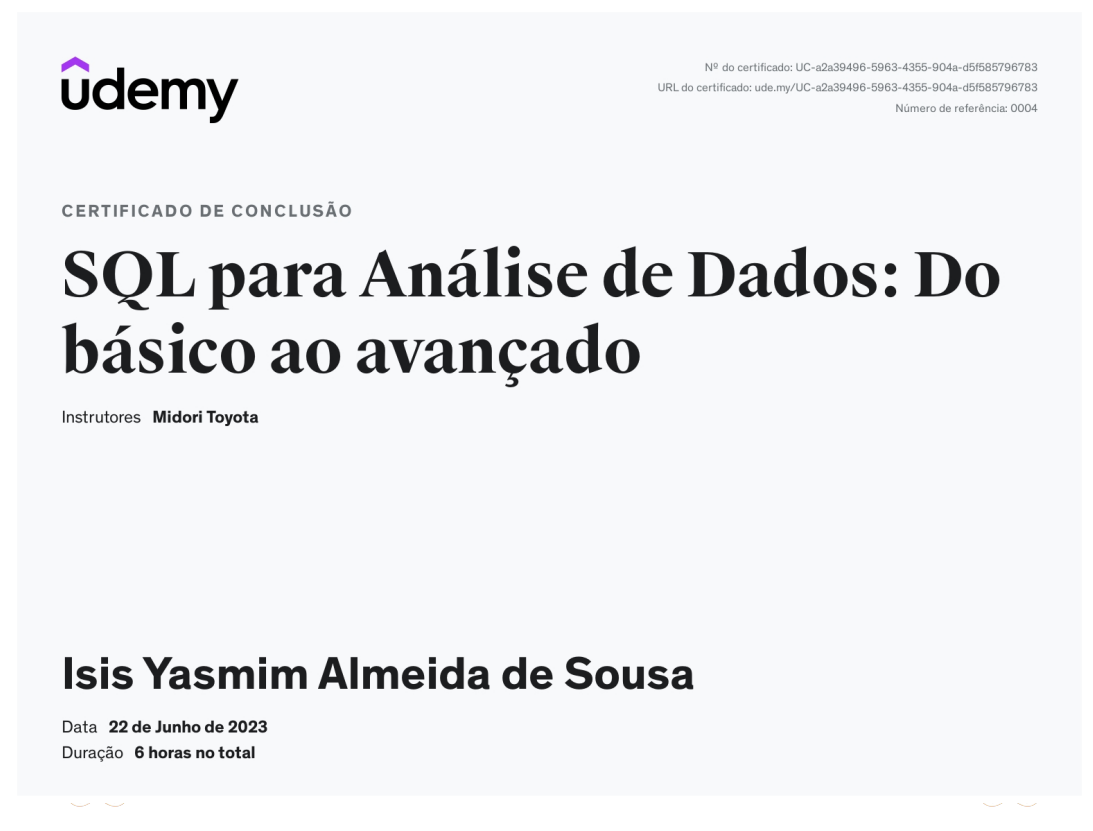 udemy
Nº do certificado: UC-a2a39496-5963-4355-904a-d5f585796783
URL do certificado: ude.my/UC-a2a39496-5963-4355-904a-d5f585796783
Número de referência: 0004
CERTIFICADO DE CONCLUSÃO
SQL para Análise de Dados: Do
básico ao avançado
Instrutores Midori Toyota
Isis Yasmim Almeida de Sousa
Data 22 de Junho de 2023
Duração 6 horas no total